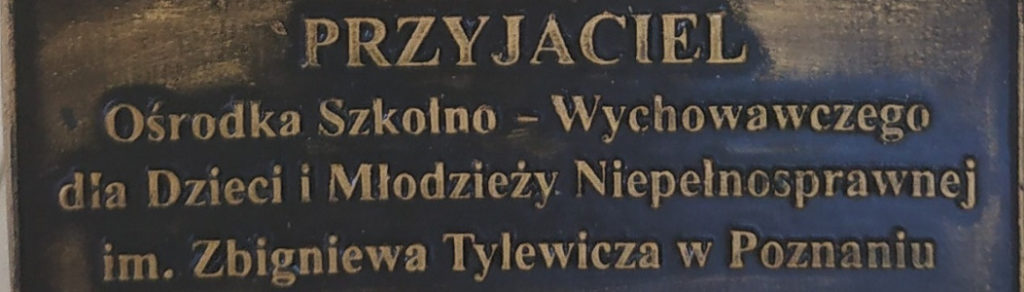 PRZYJACIEL
Ośrodka Szkolno - Wychowawczego
dla Dzieci i Młodzieży Niepełnosprawnej
im. Zbigniewa Tylewicza w Poznaniu